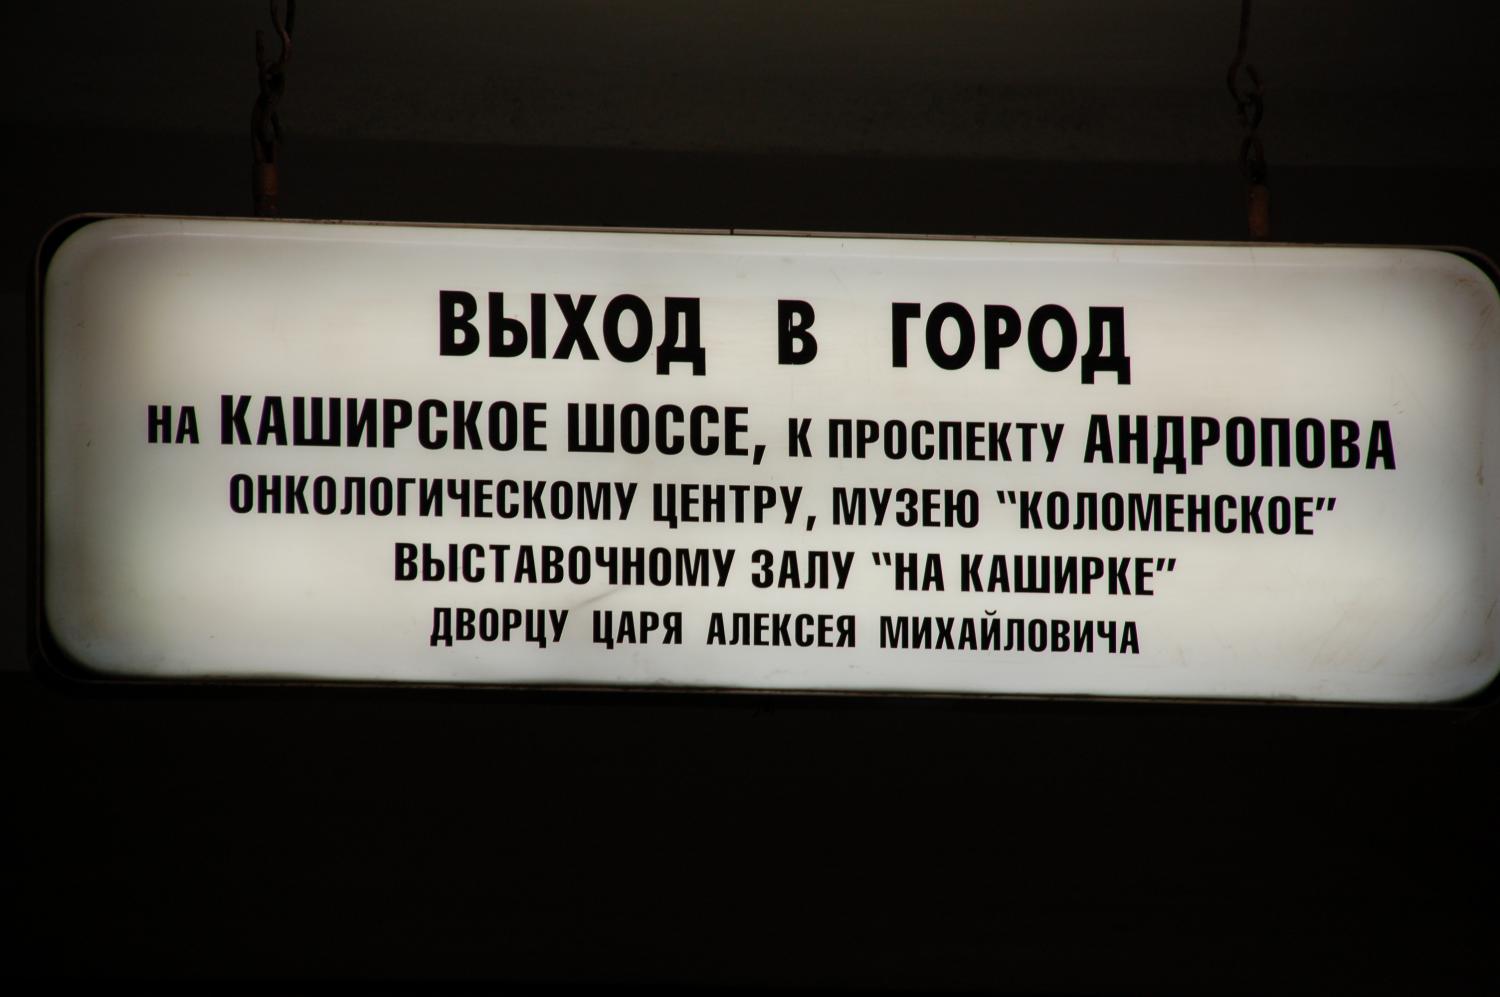 ВЫХОД В ГОРОД
НА КАШИРСКОЕ ШОССЕ, К ПРОСПЕКТУ АНДРОПОВА
ОНКОЛОГИЧЕСКОМУ ЦЕНТРУ, МУЗЕЮ “КОЛОМЕНСКОЕ”
ВЫСТАВОЧНОМУ ЗАЛУ “НА КАШИРКЕ”
ДВОРЦУ ЦАРЯ АЛЕКСЕЯ МИХАЙЛОВИЧА